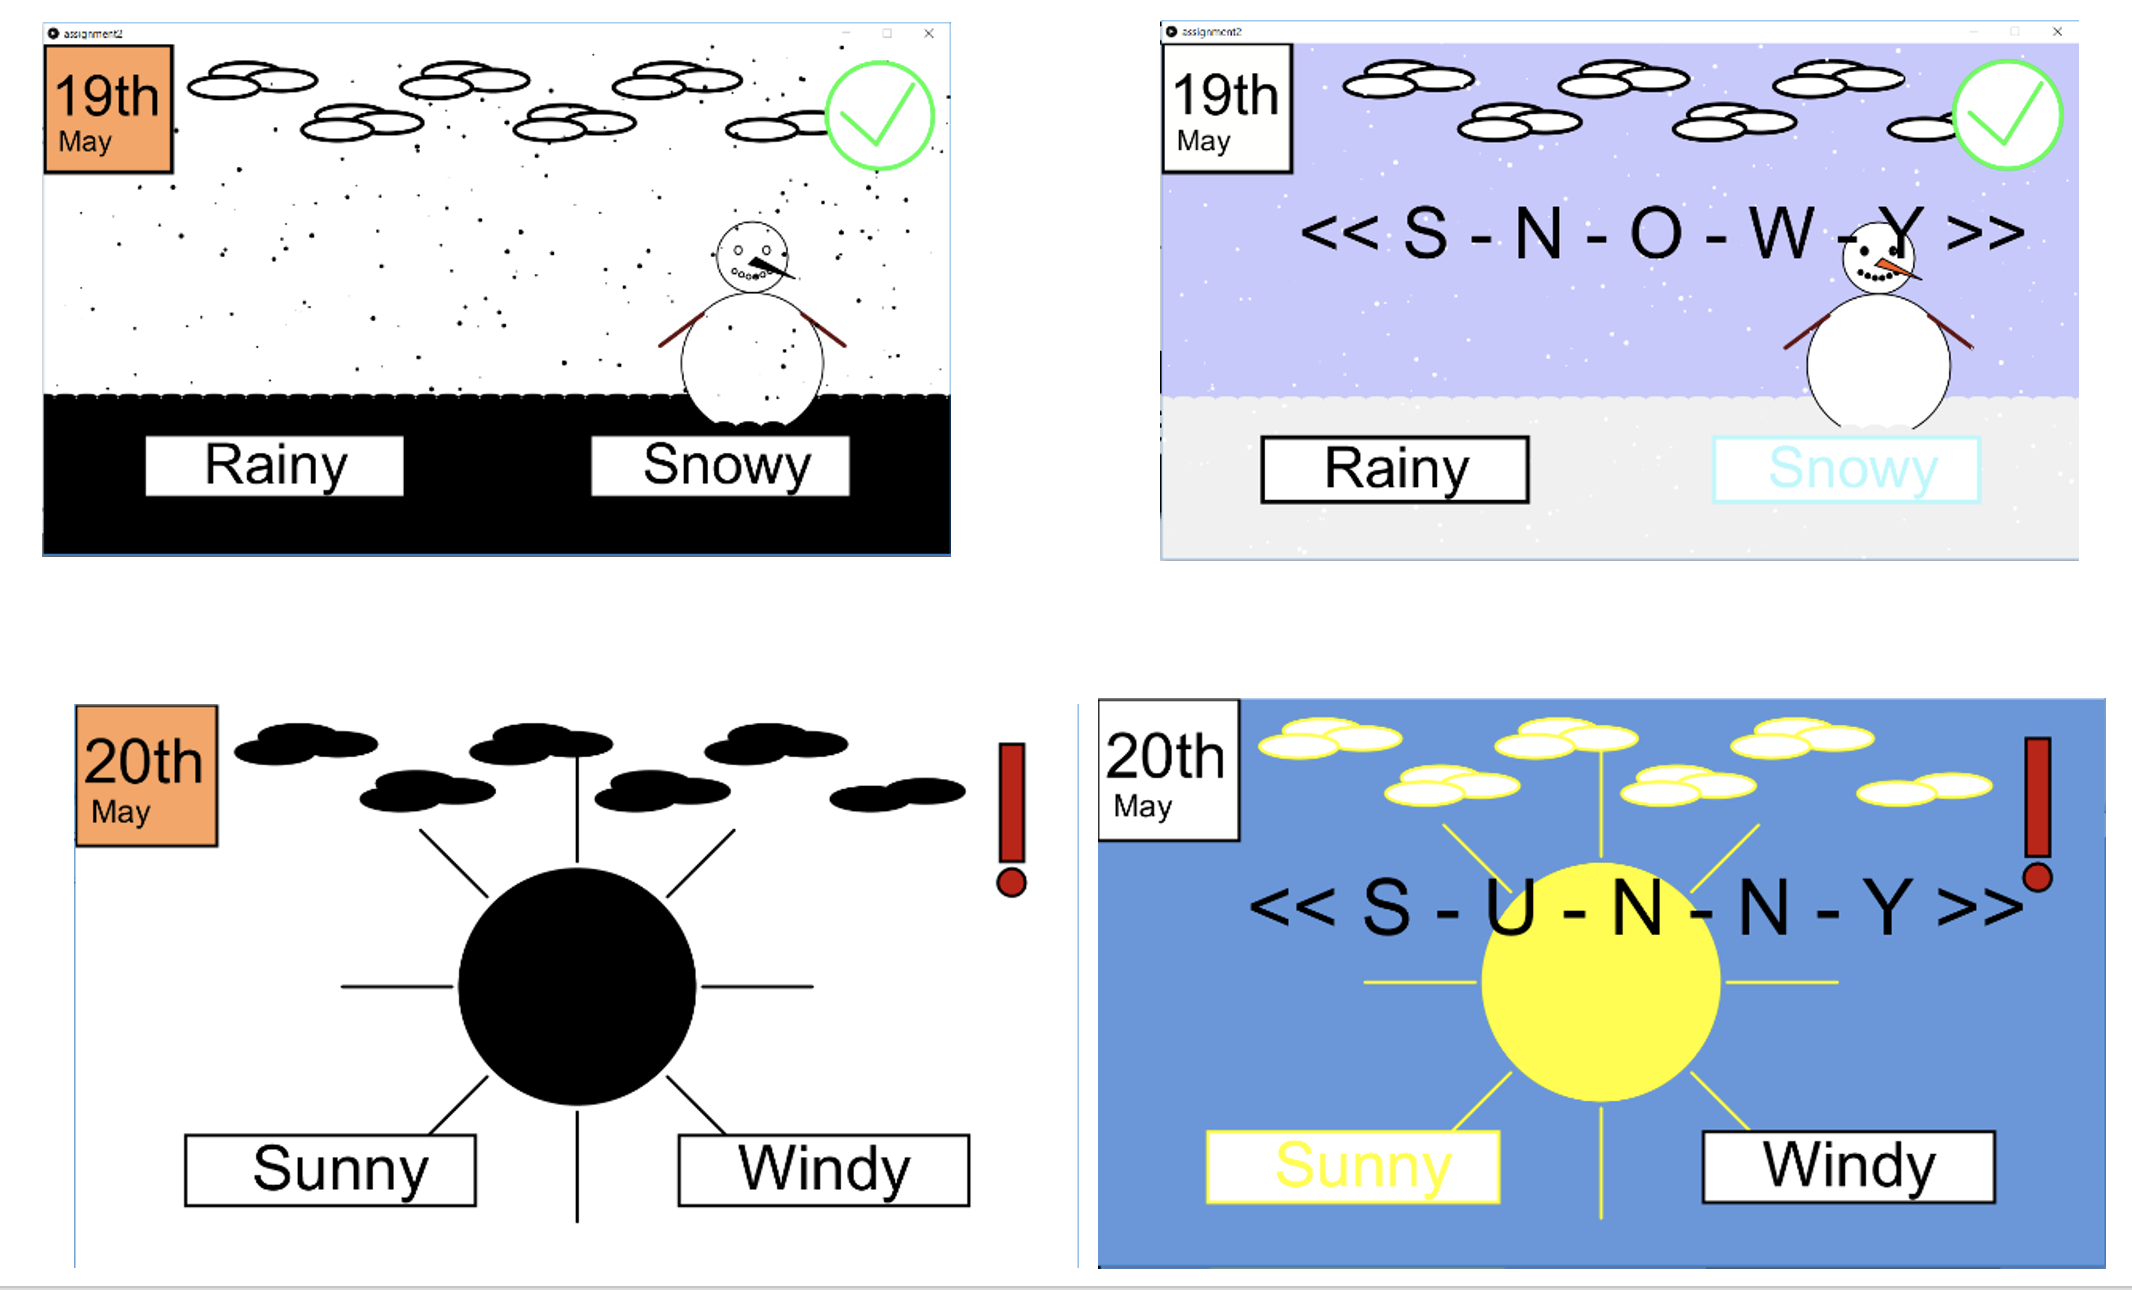 assignment2
19th
May
Rainy
Snowy
assignment2
19th
May
<< S - N - O - W - Y >>
Rainy
Snowy
20th
May
Sunny
Windy
20th
May
<< S - U - N - N - Y >>
Sunny
Windy